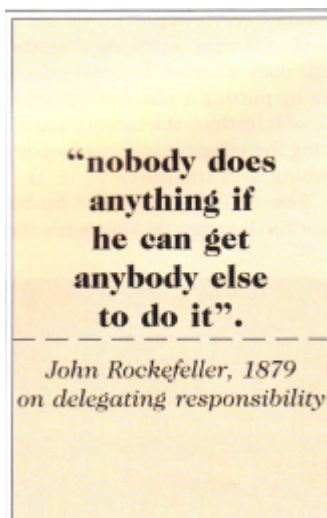 “nobody does
anything if
he can get
anybody else
to do it”.
John Rockefeller, 1879
on delegating responsibility